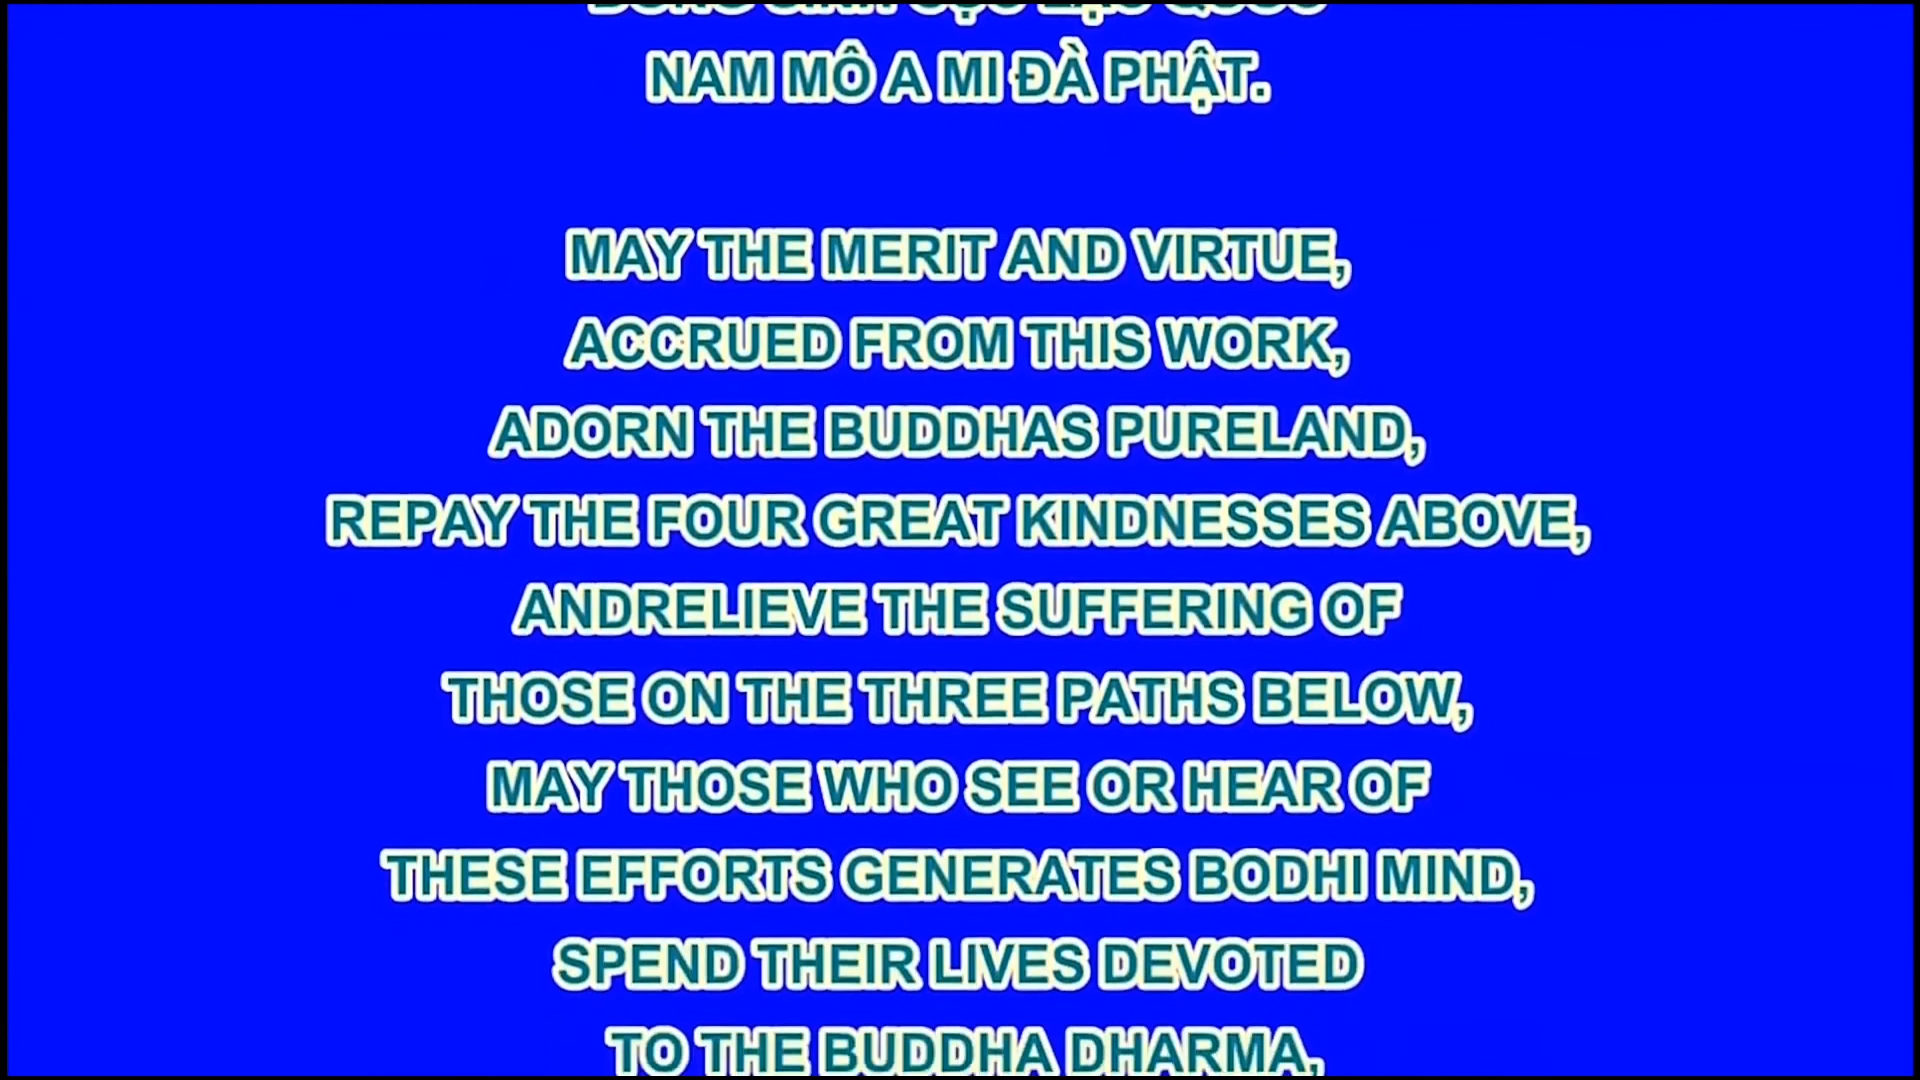 NAM MÔ A MI ĐÀ PHẬT.
MAY THE MERIT AND VIRTUE,
ACCRUED FROM THIS WORK,
ADORN THE BUDDHAS PURELAND,
REPAY THE FOUR GREAT KINDNESSES ABOVE,
ANDRELIEVE THE SUFFERING OF
THOSE ON THE THREE PATHS BELOW,
MAY THOSE WHO SEE OR HEAR OF
THESE EFFORTS GENERATES BODHI MIND,
SPEND THEIR LIVES DEVOTED
TO THE BUDDHA DHARMA,